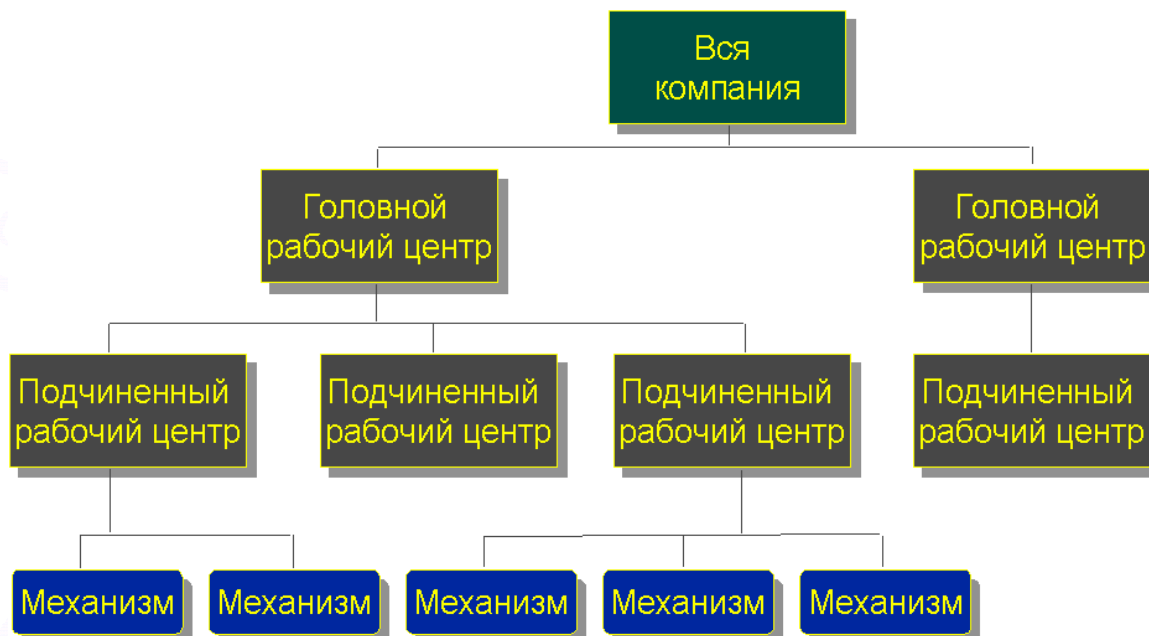 Вся
компания
Головной
рабочий центр
Головной
рабочий центр
Подчиненный
рабочий центр
Подчиненный
рабочий центр
Подчиненный
рабочий центр
Подчиненный
рабочий центр
Механизм
Механизм
Механизм
Механизм
Механизм